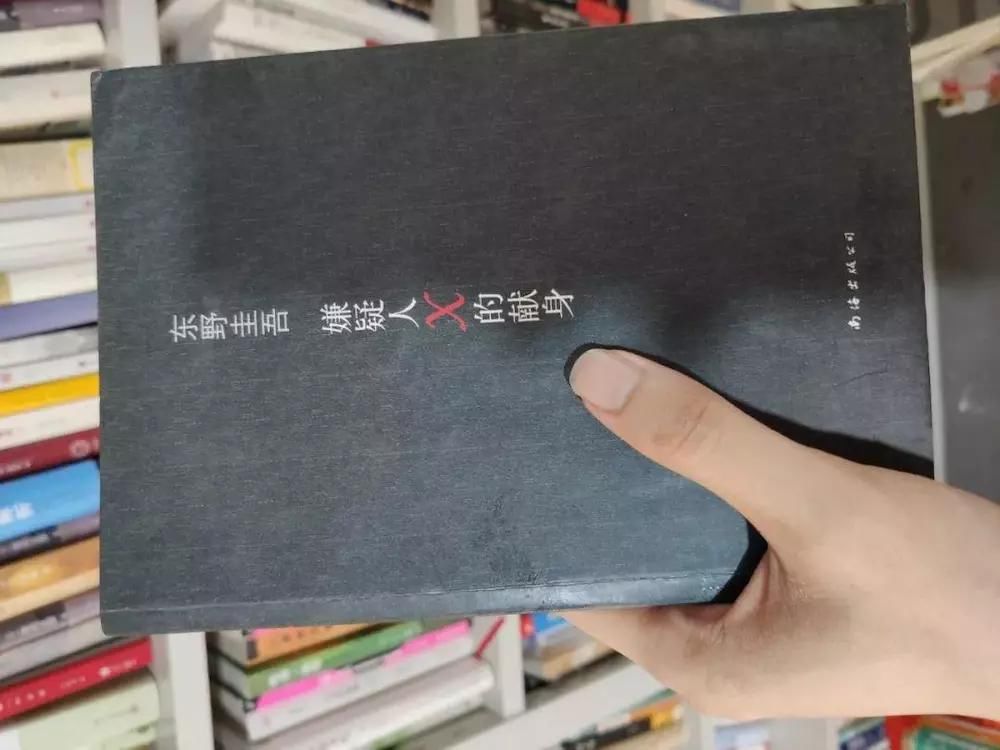 东野圭吾
嫌疑人X的献身
南海出版公司